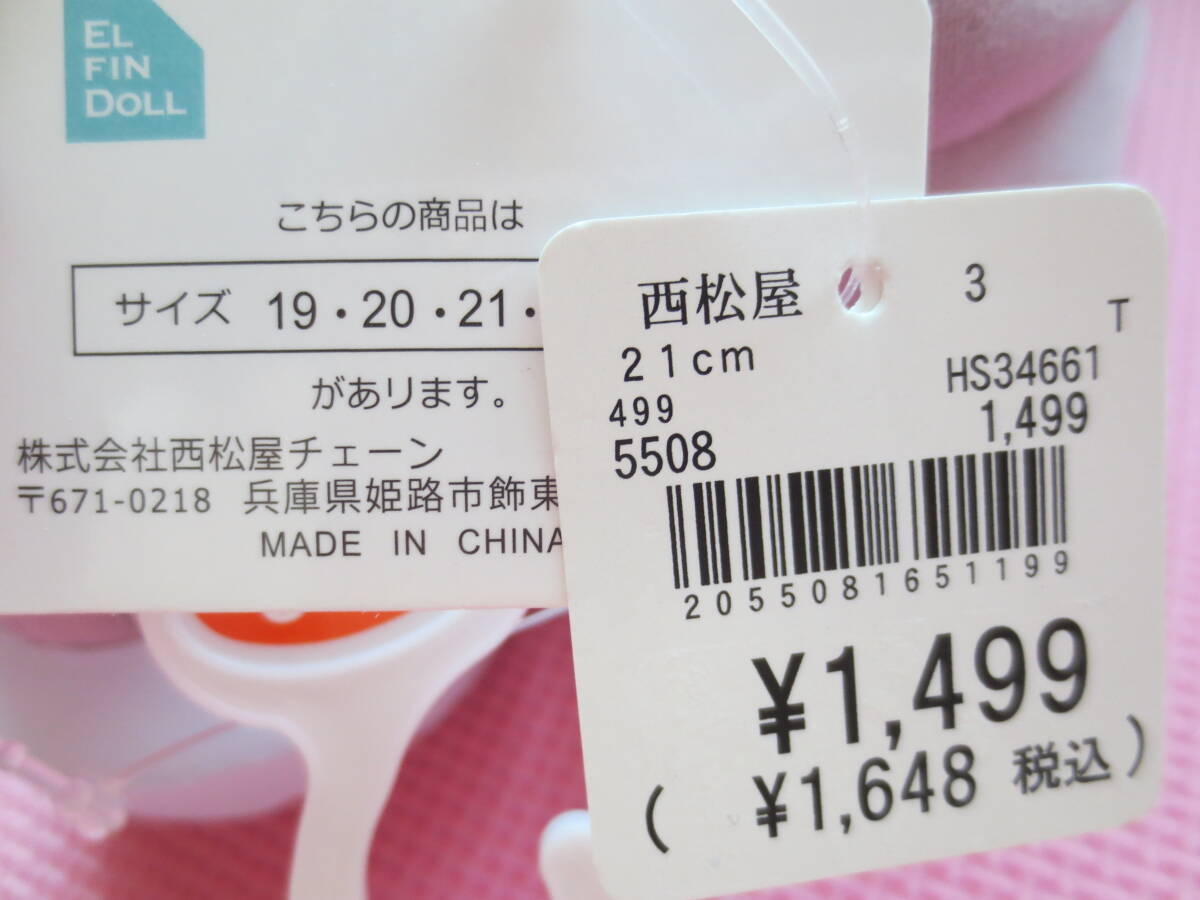 EL
FIN
DOLL
こちらの商品は
サイズ 19・20・21・
があります。
株式会社西松屋チェーン
〒671-0218 兵庫県姫路市飾東
MADE IN CHINA
西松屋 3
T
21cm HS34661
499 1,499
5508
2055081651199
¥1,499
( ¥1,648 税込)